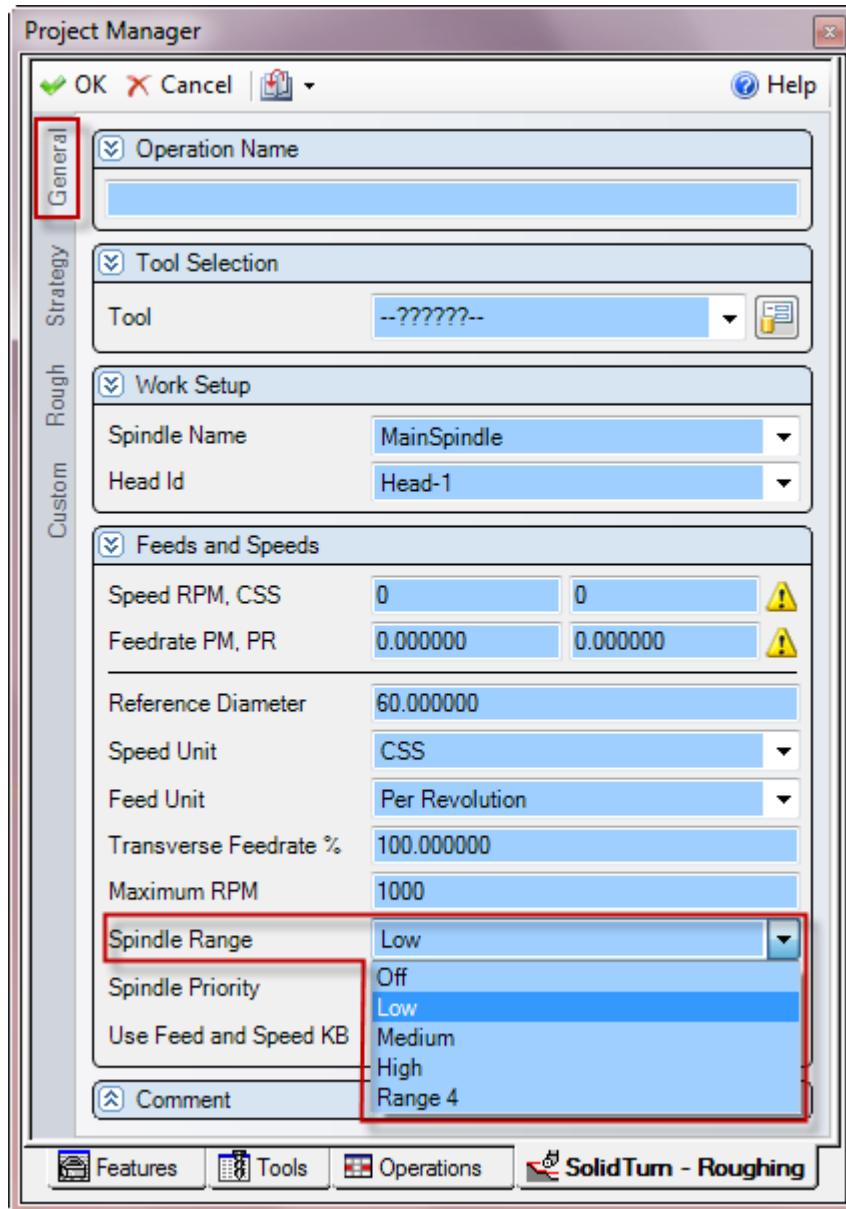 Project Manager
OK Cancel Help
General
Strategy
Rough
Custom
Operation Name
Tool Selection
Tool --??????--
Work Setup
Spindle Name MainSpindle
Head Id Head-1
Feeds and Speeds
Speed RPM, CSS 0 0
Feedrate PM, PR 0.000000 0.000000
Reference Diameter 60.000000
Speed Unit CSS
Feed Unit Per Revolution
Transverse Feedrate % 100.000000
Maximum RPM 1000
Spindle Range Low
Off
Spindle Priority
Low
Use Feed and Speed KB Medium
High
Comment Range 4
Features Tools Operations SolidTurn - Roughing